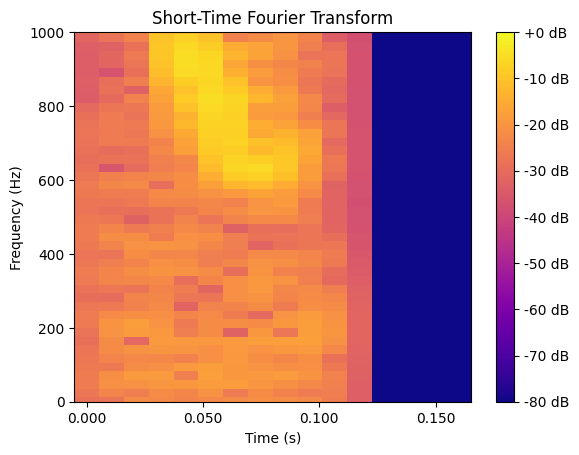 Short-Time Fourier Transform
1000
800
600
400
200
0
Frequency (Hz)
0.000
0.050
0.100
0.150
Time (s)
+0 dB
-10 dB
-20 dB
-30 dB
-40 dB
-50 dB
-60 dB
-70 dB
-80 dB